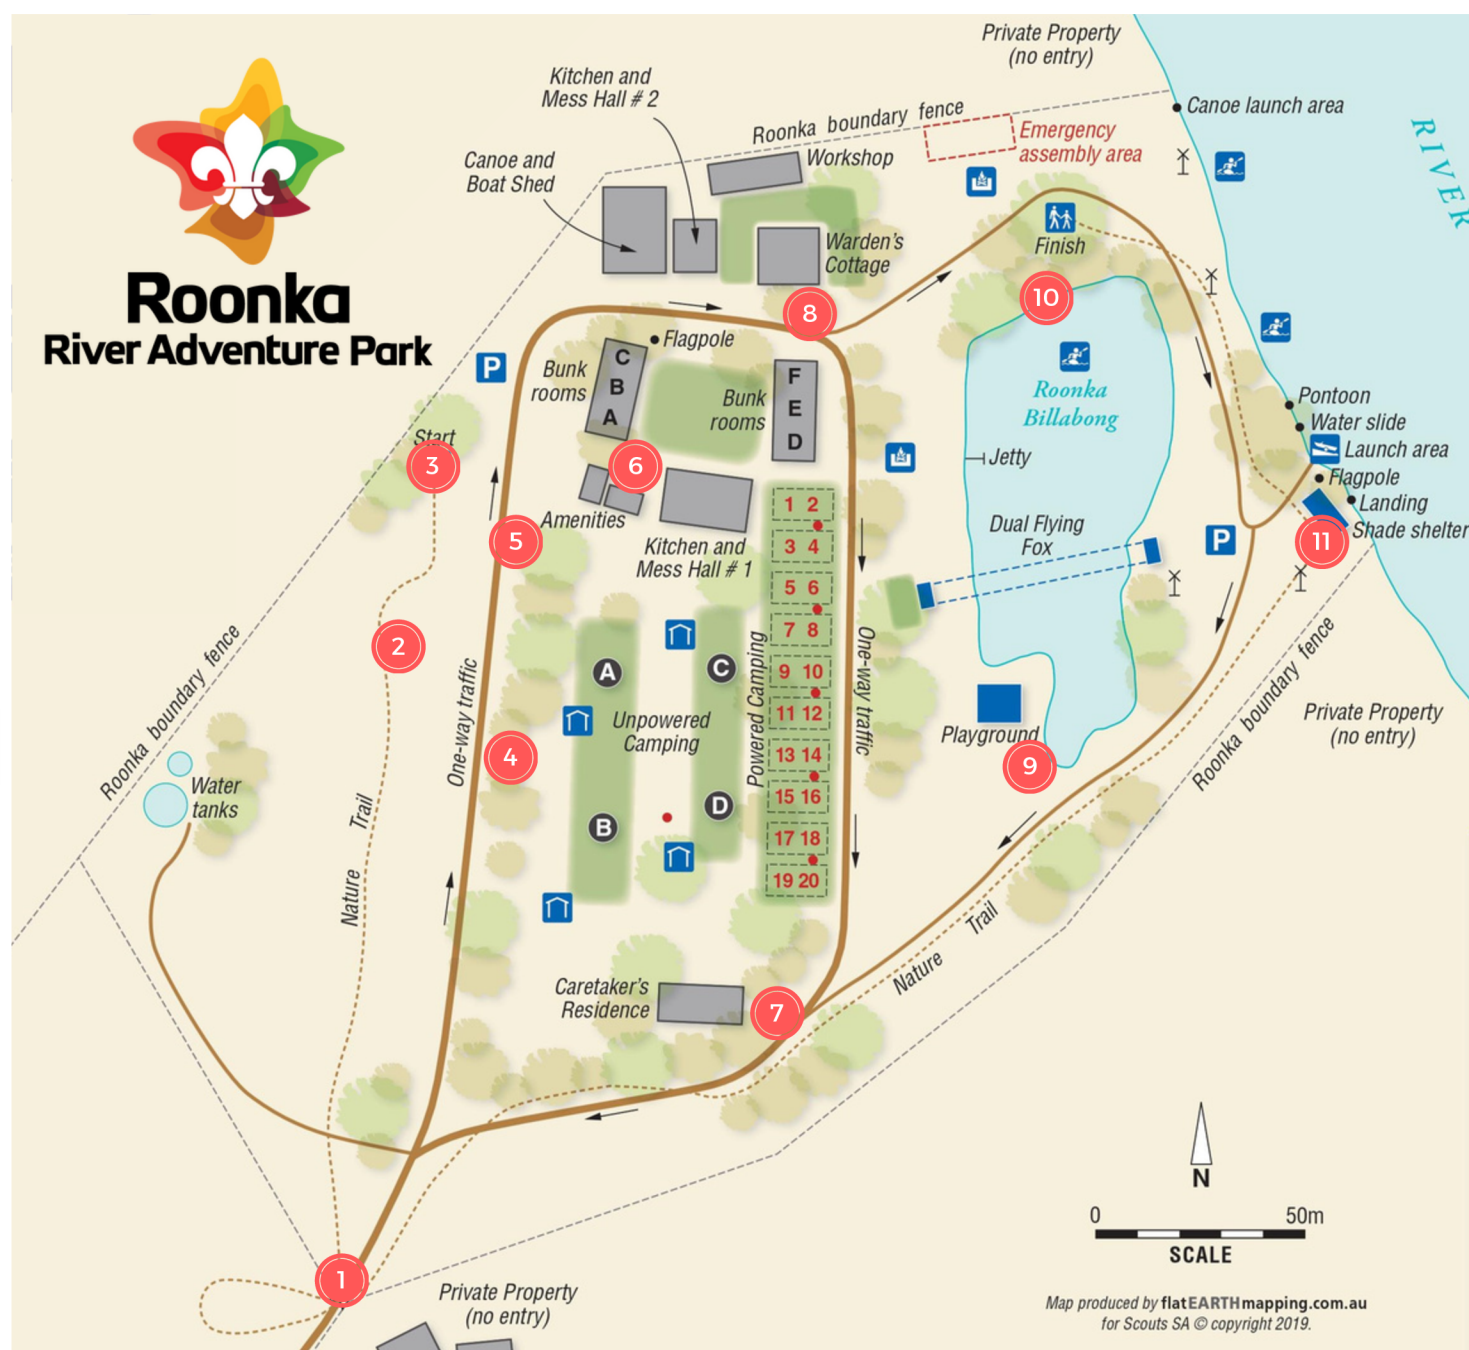 Private Property
(no entry)
Kitchen and
Mess Hall # 2
Canoe launch area
RIVER
Roonka boundary fence
Emergency
assembly area
Workshop
Canoe and
Boat Shed
Warden's
Cottage
Finish
Roonka
River Adventure Park
10
8
Flagpole
P
Bunk
rooms
C
B
A
Bunk
rooms
F
E
D
Roonka
Billabong
Pontoon
Water slide
Launch area
Flagpole
Landing
Shade shelter
Start
3
6
Jetty
Amenities
Kitchen and
Mess Hall # 1
5
Dual Flying
Fox
P
11
1 2
3 4
5 6
7 8
9 10
11 12
13 14
15 16
17 18
19 20
Powered Camping
One-way traffic
2
Roonka boundary fence
One-way traffic
A
C
Unpowered
Camping
B
D
4
Playground
9
Roonka boundary fence
Private Property
(no entry)
Water
tanks
Nature Trail
Nature Trail
Caretaker's
Residence
7
1
Private Property
(no entry)
N
0 50m
SCALE
Map produced by flatEARTHmapping.com.au
for Scouts SA © copyright 2019.